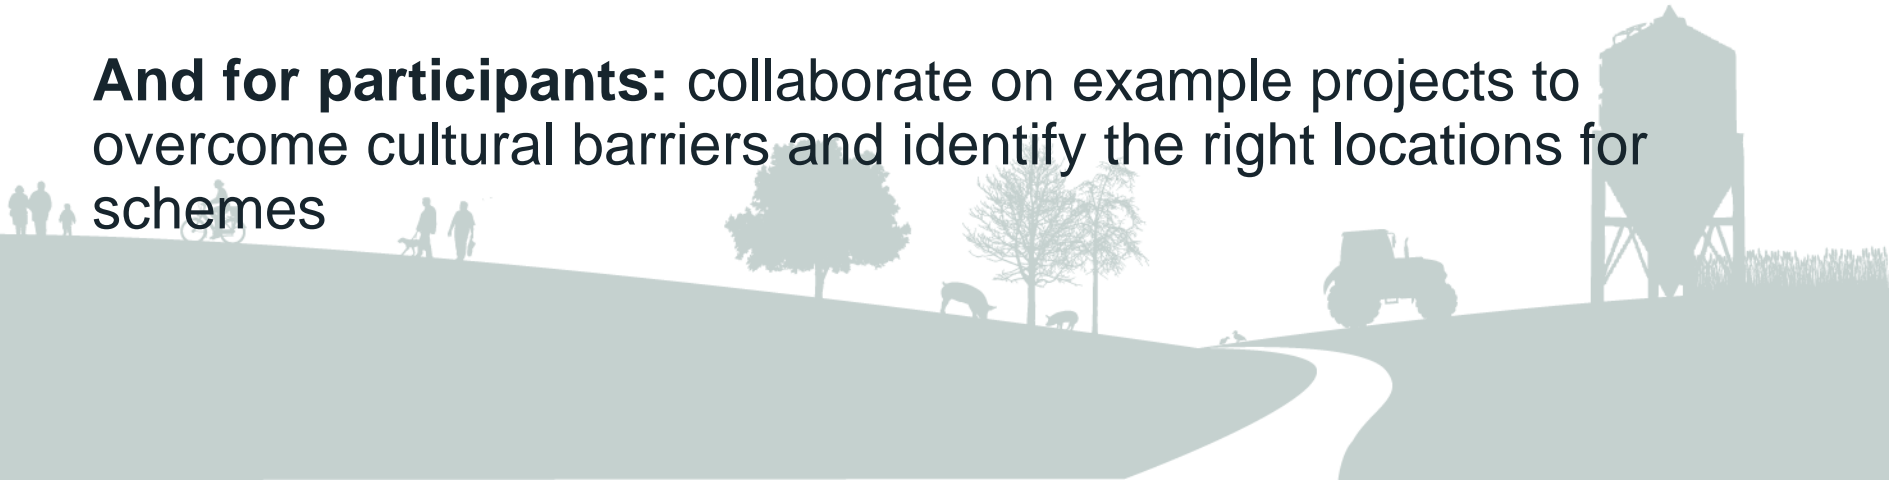 And for participants: collaborate on example projects to
overcome cultural barriers and identify the right locations for
schemes